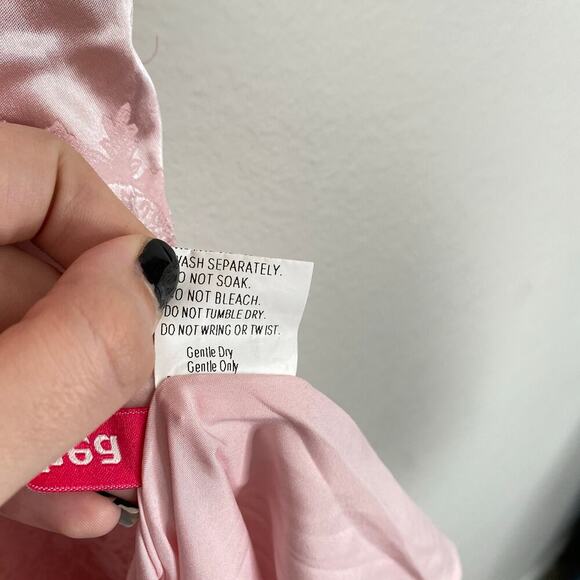 WASH SEPARATELY.
DO NOT SOAK.
DO NOT BLEACH.
DO NOT TUMBLE DRY.
DO NOT WRING OR TWIST.
Gentle Dry
Gentle Only